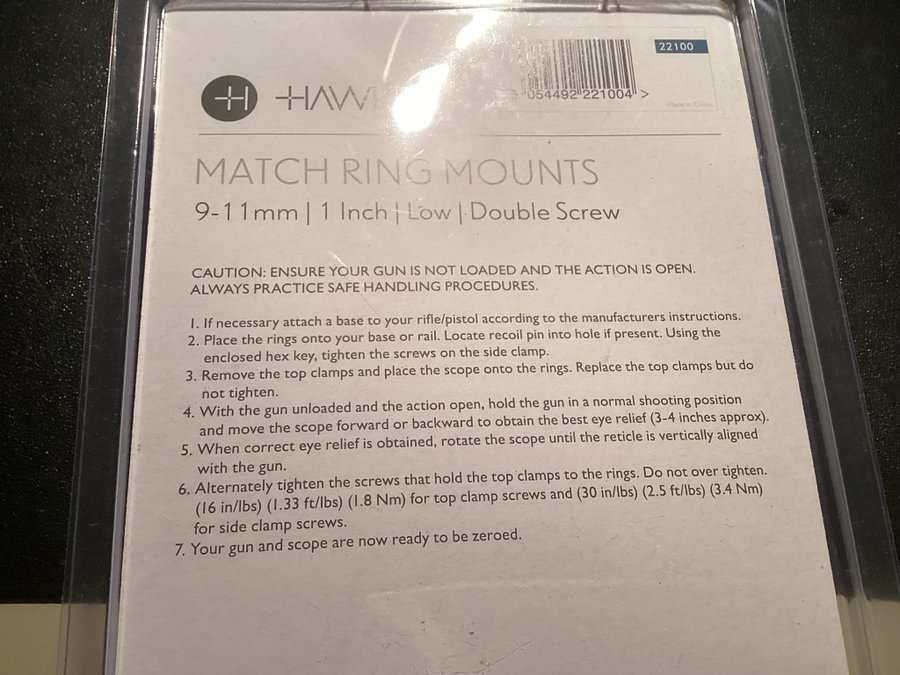 22100
054492 221004 >
Made in China
MATCH RING MOUNTS
9-11mm | 1 Inch | Low | Double Screw
CAUTION: ENSURE YOUR GUN IS NOT LOADED AND THE ACTION IS OPEN.
ALWAYS PRACTICE SAFE HANDLING PROCEDURES.
1. If necessary attach a base to your rifle/pistol according to the manufacturers instructions.
2. Place the rings onto your base or rail. Locate recoil pin into hole if present. Using the
enclosed hex key, tighten the screws on the side clamp.
3. Remove the top clamps and place the scope onto the rings. Replace the top clamps but do
not tighten.
4. With the gun unloaded and the action open, hold the gun in a normal shooting position
and move the scope forward or backward to obtain the best eye relief (3-4 inches approx).
5. When correct eye relief is obtained, rotate the scope until the reticle is vertically aligned
with the gun.
6. Alternately tighten the screws that hold the top clamps to the rings. Do not over tighten.
(16 in/lbs) (1.33 ft/lbs) (1.8 Nm) for top clamp screws and (30 in/lbs) (2.5 ft/lbs) (3.4 Nm)
for side clamp screws.
7. Your gun and scope are now ready to be zeroed.